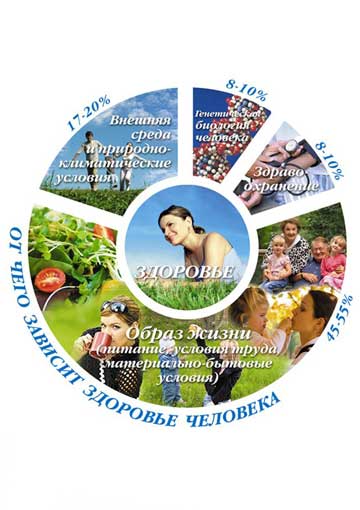 17-20%
Внешняя
среда
и природно-
климатические
условия
8-10%
Генетическая
биология
человека
8-10%
Здраво-
охранение
ЗДОРОВЬЕ
45-55%
Образ жизни
(питание, условия труда,
материально-бытовые
условия)
ОТ ЧЕГО ЗАВИСИТ ЗДОРОВЬЕ ЧЕЛОВЕКА